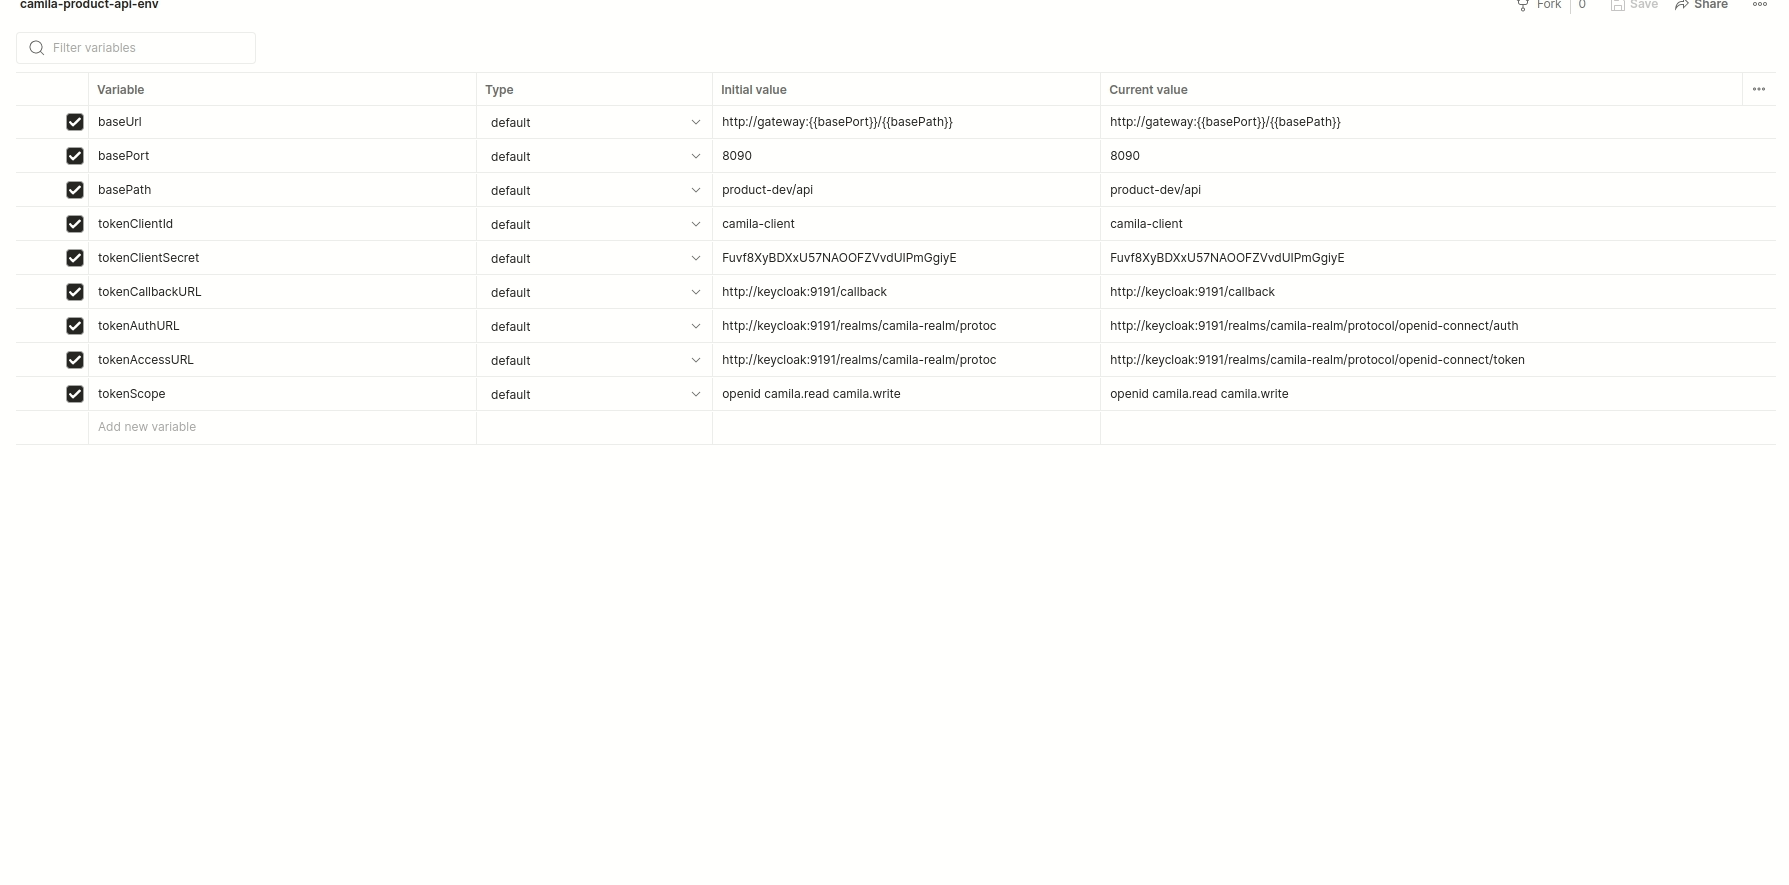 camila-product-api-env Fork 0 Save Share
Filter variables
Variable Type Initial value Current value
baseUrl default http://gateway:{{basePort}}/{{basePath}} http://gateway:{{basePort}}/{{basePath}}
basePort default 8090 8090
basePath default product-dev/api product-dev/api
tokenClientId default camila-client camila-client
tokenClientSecret default Fuvf8XyBDXxU57NAOOFZVvdUIPmGgiyE Fuvf8XyBDXxU57NAOOFZVvdUIPmGgiyE
tokenCallbackURL default http://keycloak:9191/callback http://keycloak:9191/callback
tokenAuthURL default http://keycloak:9191/realms/camila-realm/protoc http://keycloak:9191/realms/camila-realm/protocol/openid-connect/auth
tokenAccessURL default http://keycloak:9191/realms/camila-realm/protoc http://keycloak:9191/realms/camila-realm/protocol/openid-connect/token
tokenScope default openid camila.read camila.write openid camila.read camila.write
Add new variable